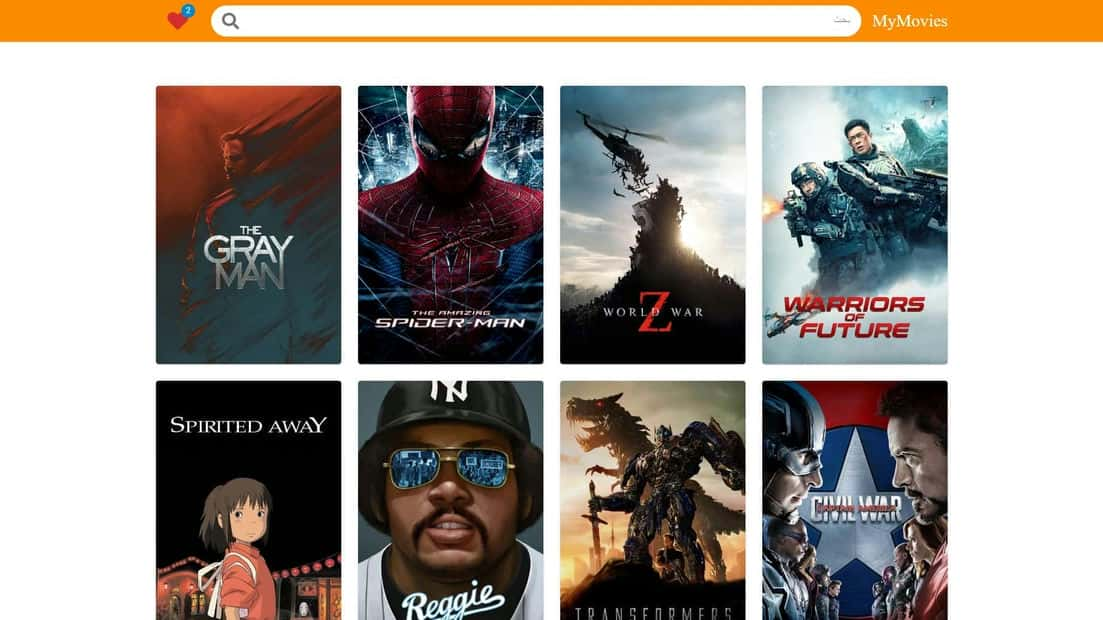 2
بحث...
MyMovies
THE
GRAY
MAN
THE AMAZING
SPIDER-MAN
WORLD WAR
Z
WARRIORS
OF
FUTURE
SPIRITED AWAY
NY
Reggie
TRANSFORMERS
CIVIL WAR
CAPTAIN AMERICA